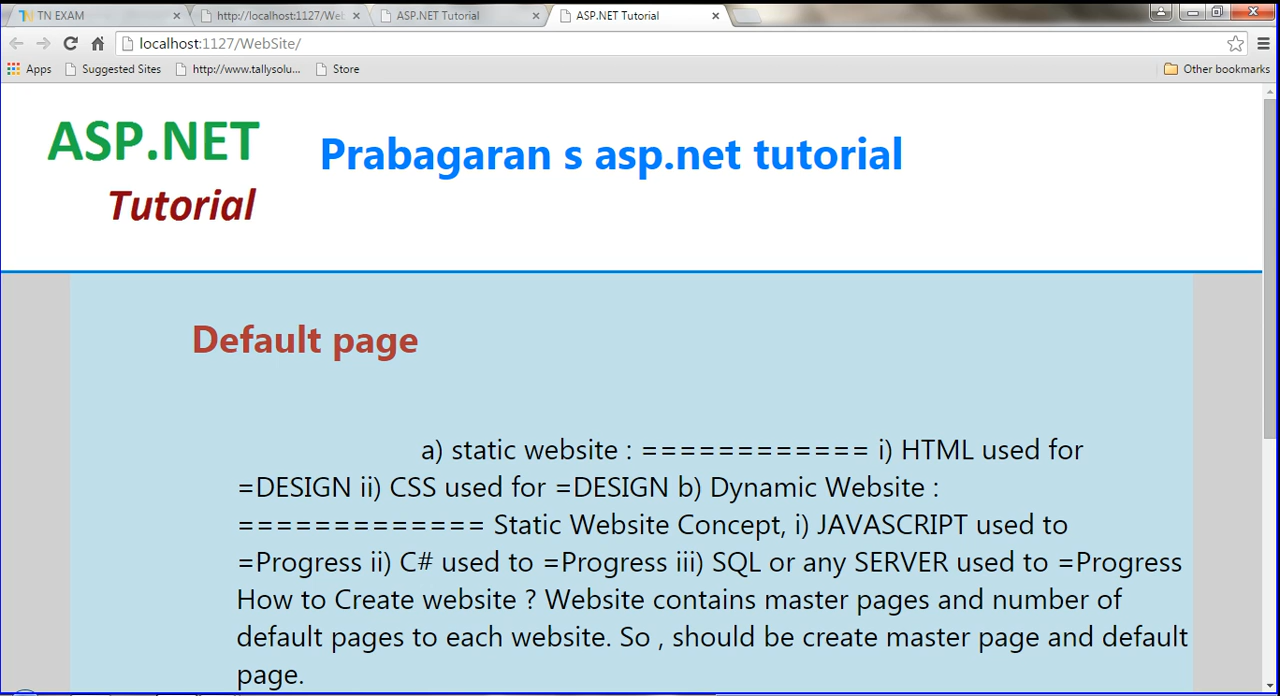 TN EXAM
http://localhost:1127/Web
ASP.NET Tutorial
ASP.NET Tutorial
localhost:1127/WebSite/
Apps
Suggested Sites
http://www.tallysolu...
Store
Other bookmarks
ASP.NET
Tutorial
Prabagaran s asp.net tutorial
Default page
a) static website : ============ i) HTML used for
=DESIGN ii) CSS used for =DESIGN b) Dynamic Website :
============= Static Website Concept, i) JAVASCRIPT used to
=Progress ii) C# used to =Progress iii) SQL or any SERVER used to =Progress
How to Create website ? Website contains master pages and number of
default pages to each website. So , should be create master page and default
page.